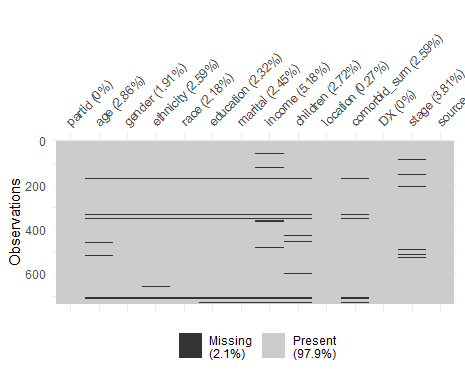 partid (0%)
age (2.86%)
gender (1.91%)
ethnicity (2.59%)
race (2.18%)
education (2.32%)
marital (2.45%)
income (5.18%)
children (2.72%)
location (0.27%)
comorbid_sum (2.59%)
DX (0%)
stage (3.81%)
source
0
200
400
600
Observations
Missing
(2.1%)
Present
(97.9%)